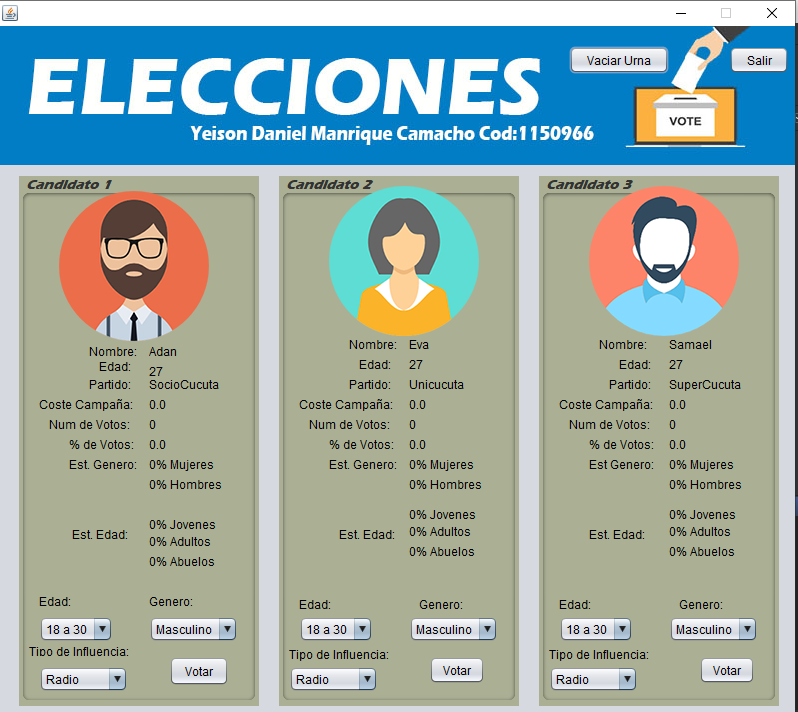 Vaciar Urna
Salir
ELECCIONES
VOTE
Yeison Daniel Manrique Camacho Cod:1150966
Candidato 1
Nombre: Adan
Edad: 27
Partido: SocioCucuta
Coste Campaña: 0.0
Num de Votos: 0
% de Votos: 0.0
Est. Genero: 0% Mujeres
0% Hombres
Est. Edad: 0% Jovenes
0% Adultos
0% Abuelos
Edad: Genero:
18 a 30 Masculino
Tipo de Influencia:
Radio Votar
Candidato 2
Nombre: Eva
Edad: 27
Partido: Unicucuta
Coste Campaña: 0.0
Num de Votos: 0
% de Votos: 0.0
Est. Genero: 0% Mujeres
0% Hombres
0% Jovenes
Est. Edad: 0% Adultos
0% Abuelos
Edad: Genero:
18 a 30 Masculino
Tipo de Influencia:
Radio Votar
Candidato 3
Nombre: Samael
Edad: 27
Partido: SuperCucuta
Coste Campaña: 0.0
Num de Votos: 0
% de Votos: 0.0
Est Genero: 0% Mujeres
0% Hombres
0% Jovenes
Est. Edad: 0% Adultos
0% Abuelos
Edad: Genero:
18 a 30 Masculino
Tipo de Influencia:
Radio Votar